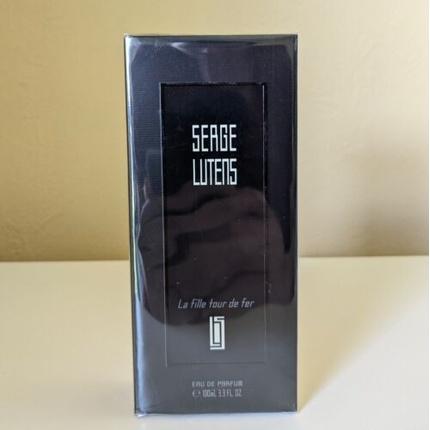 SERGE
LUTENS
La fille tour de fer
EAU DE PARFUM
℮ 100mL 3.3 FL. OZ